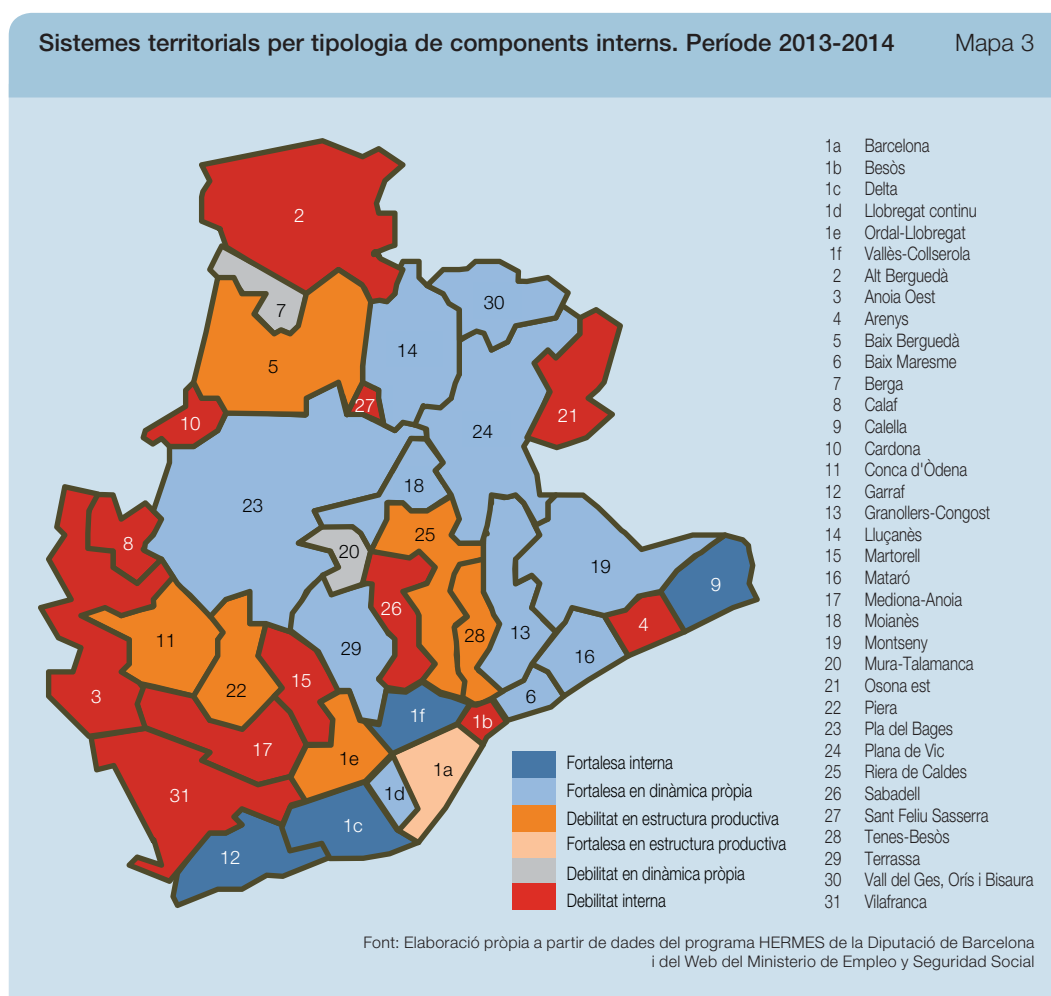 Sistemes territorials per tipologia de components interns. Període 2013-2014 Mapa 3
1a Barcelona
1b Besòs
1c Delta
1d Llobregat continu
1e Ordal-Llobregat
1f Vallès-Collserola
2 Alt Berguedà
3 Anoia Oest
4 Arenys
5 Baix Berguedà
6 Baix Maresme
7 Berga
8 Calaf
9 Calella
10 Cardona
11 Conca d'Òdena
12 Garraf
13 Granollers-Congost
14 Lluçanès
15 Martorell
16 Mataró
17 Mediona-Anoia
18 Moianès
19 Montseny
20 Mura-Talamanca
21 Osona est
22 Piera
23 Pla del Bages
24 Plana de Vic
25 Riera de Caldes
26 Sabadell
27 Sant Feliu Sasserra
28 Tenes-Besòs
29 Terrassa
30 Vall del Ges, Orís i Bisaura
31 Vilafranca
2
30
7
14
5
27
21
10
24
18
23
25
8
20
19
9
26
4
11
28
13
29
16
15
22
3
6
1f
1b
17
1e
1a
31
1d
1c
12
Fortalesa interna
Fortalesa en dinàmica pròpia
Debilitat en estructura productiva
Fortalesa en estructura productiva
Debilitat en dinàmica pròpia
Debilitat interna
Font: Elaboració pròpia a partir de dades del programa HERMES de la Diputació de Barcelona
i del Web del Ministerio de Empleo y Seguridad Social